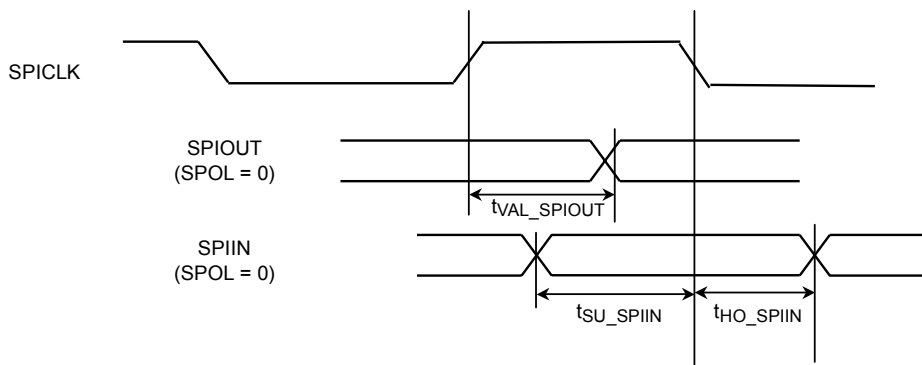 SPICLK
SPIOUT
(SPOL = 0)
tVAL_SPIOUT
SPIIN
(SPOL = 0)
tSU_SPIIN
tHO_SPIIN